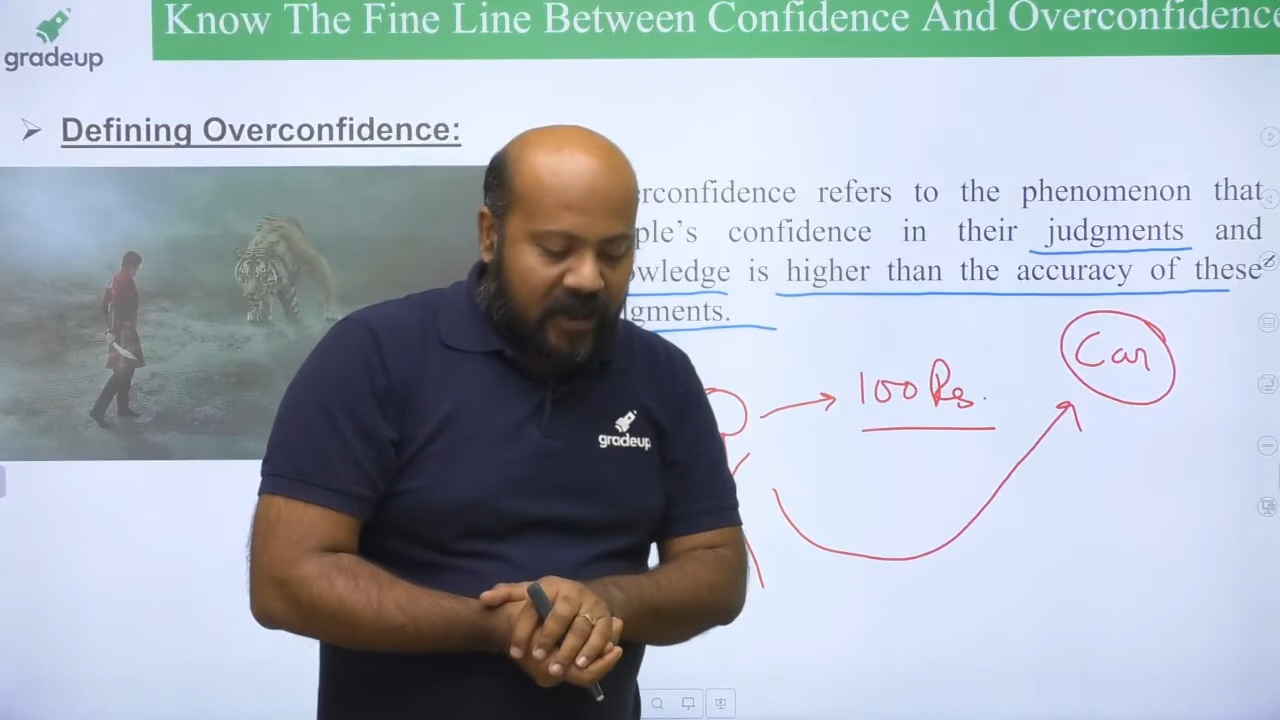 Know The Fine Line Between Confidence And Overconfidence
gradeup
Defining Overconfidence:
erconfidence refers to the phenomenon that
ple's confidence in their judgments and
wledge is higher than the accuracy of these
gments.
100 Rs.
Car
gradeup